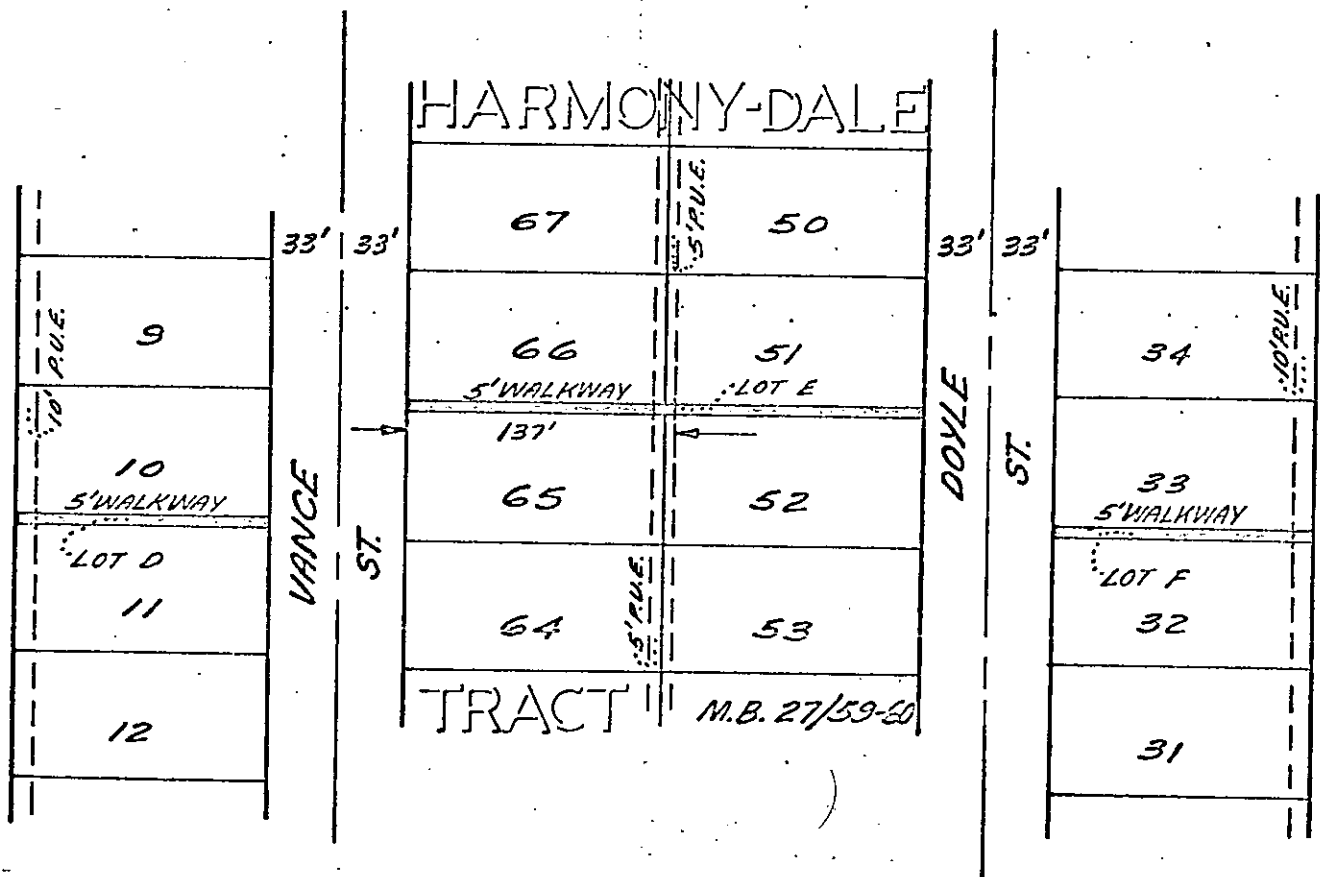 HARMONY-DALE
67
5' P.U.E.
50
33' 33'
33' 33'
9
10' P.U.E.
66
51
34
10' P.U.E.
5' WALKWAY
LOT E
137'
10
5' WALKWAY
LOT D
VANCE
ST.
65
52
DOYLE
ST.
33
5' WALKWAY
LOT F
11
64
5' P.U.E.
53
32
TRACT
M.B. 27/59-60
12
31